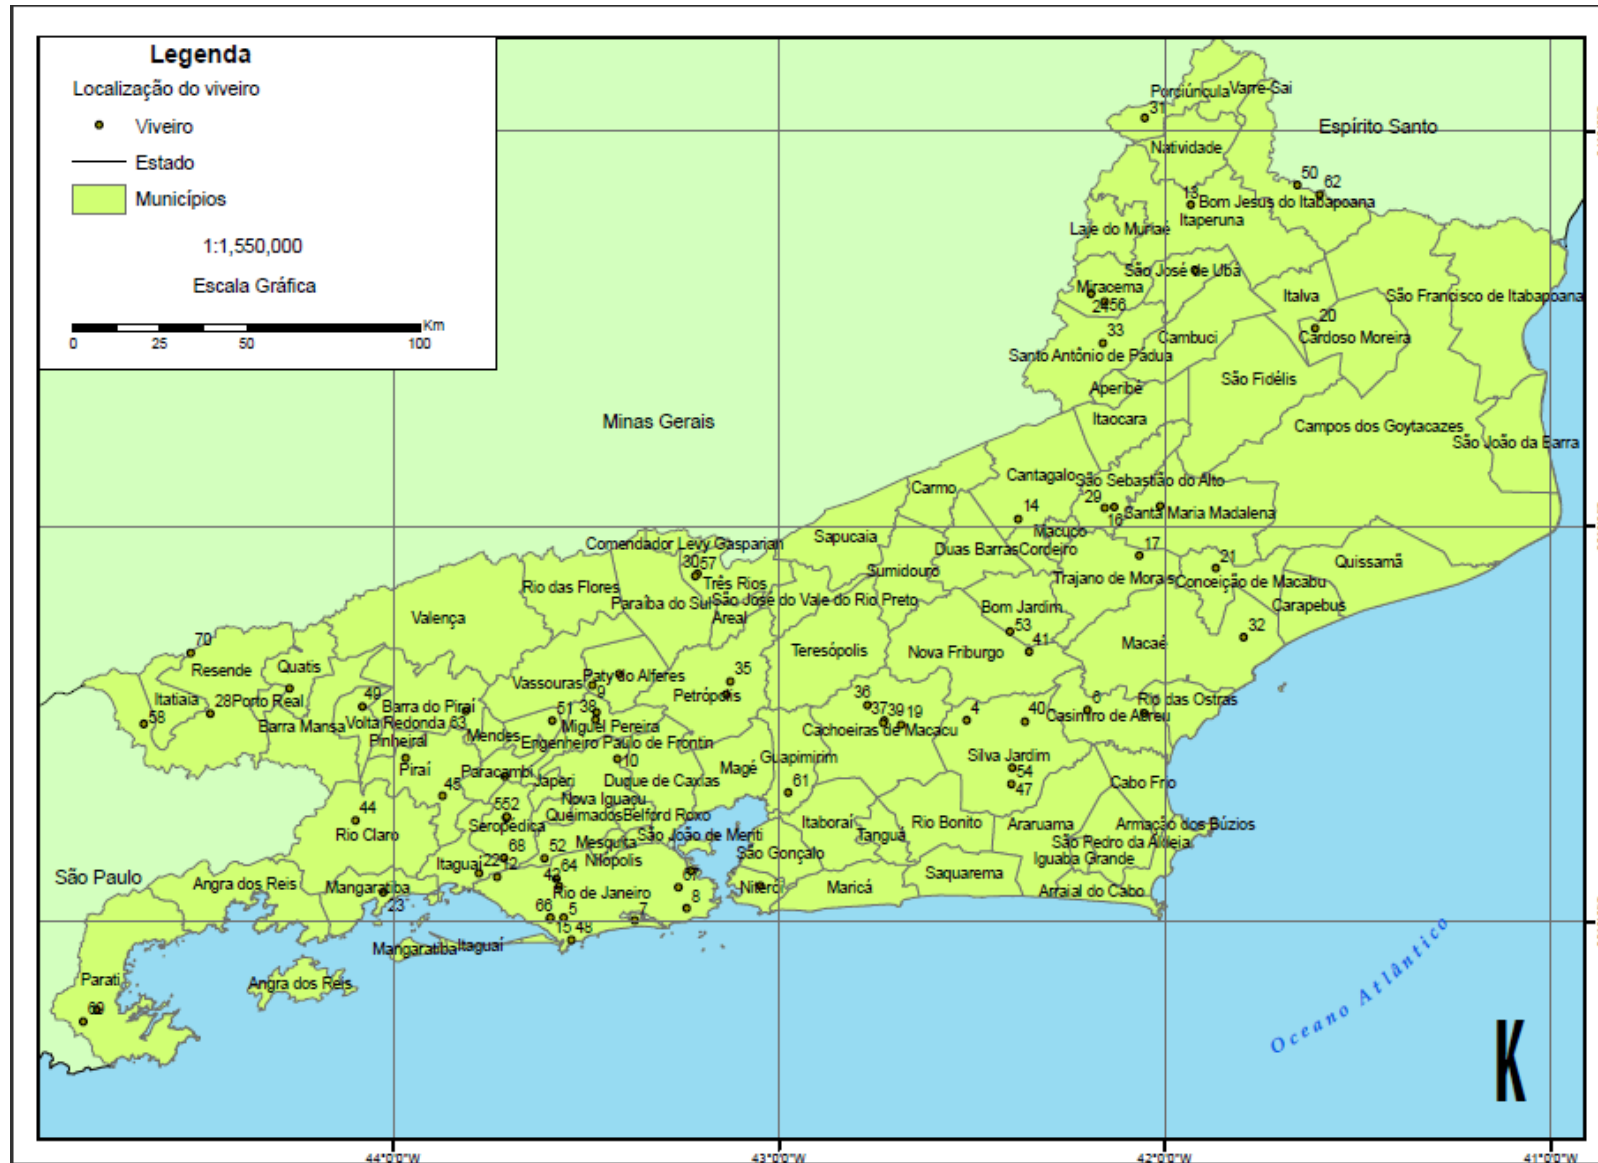 Legenda
Localização do viveiro
Viveiro
Estado
Municípios
1:1,550,000
Escala Gráfica
Km
0 25 50 100
Porciúncula
Varre-Sai
31
Espírito Santo
Natividade
50
62
13
Bom Jesus do Itabapoana
Itaperuna
Laje do Muriaé
São José de Ubá
Miracema
2456
Italva
São Francisco de Itabapoana
20
33
Cambuci
Cardoso Moreira
Santo Antônio de Pádua
São Fidélis
Aperibé
Itaocara
Minas Gerais
Campos dos Goytacazes
São João da Barra
Cantagalo
São Sebastião do Alto
Carmo
29
14
16
Santa Maria Madalena
Macuco
Sapucaia
Comendador Levy Gasparian
Duas Barras
Cordeiro
17
21
Quissamã
30
57
Três Rios
Sumidouro
Trajano de Morais
Conceição de Macabu
Rio das Flores
Paraíba do Sul
São José do Vale do Rio Preto
Carapebus
Areal
Bom Jardim
Valença
53
32
41
Macaé
Teresópolis
Nova Friburgo
70
Resende
Quatis
Paty do Alferes
35
Vassouras
9
Petrópolis
Itatiaia
28
Porto Real
49
36
6
Rio das Ostras
Barra do Piraí
38
37
39
19
4
40
Casimiro de Abreu
58
Barra Mansa
Volta Redonda
63
51
Miguel Pereira
Cachoeiras de Macacu
Mendes
Pinheiral
Engenheiro Paulo de Frontin
Silva Jardim
Guapimirim
10
Piraí
Paracambi
Magé
54
Japeri
Duque de Caxias
Cabo Frio
47
61
45
Nova Iguaçu
552
44
Queimados
Belford Roxo
Itaboraí
Rio Bonito
Araruama
Armação dos Búzios
Seropédica
Rio Claro
São João de Meriti
Tanguá
Mesquita
São Pedro da Aldeia
68
52
São Gonçalo
Iguaba Grande
Nilópolis
Itaguaí
22
12
64
Saquarema
São Paulo
42
67
Angra dos Reis
Mangaratiba
Rio de Janeiro
Niterói
Maricá
Arraial do Cabo
23
8
66
5
7
15
48
Mangaratiba
Itaguaí
Parati
Angra dos Reis
Oceano Atlântico
69
K
44°0'0"W
43°0'0"W
42°0'0"W
41°0'0"W